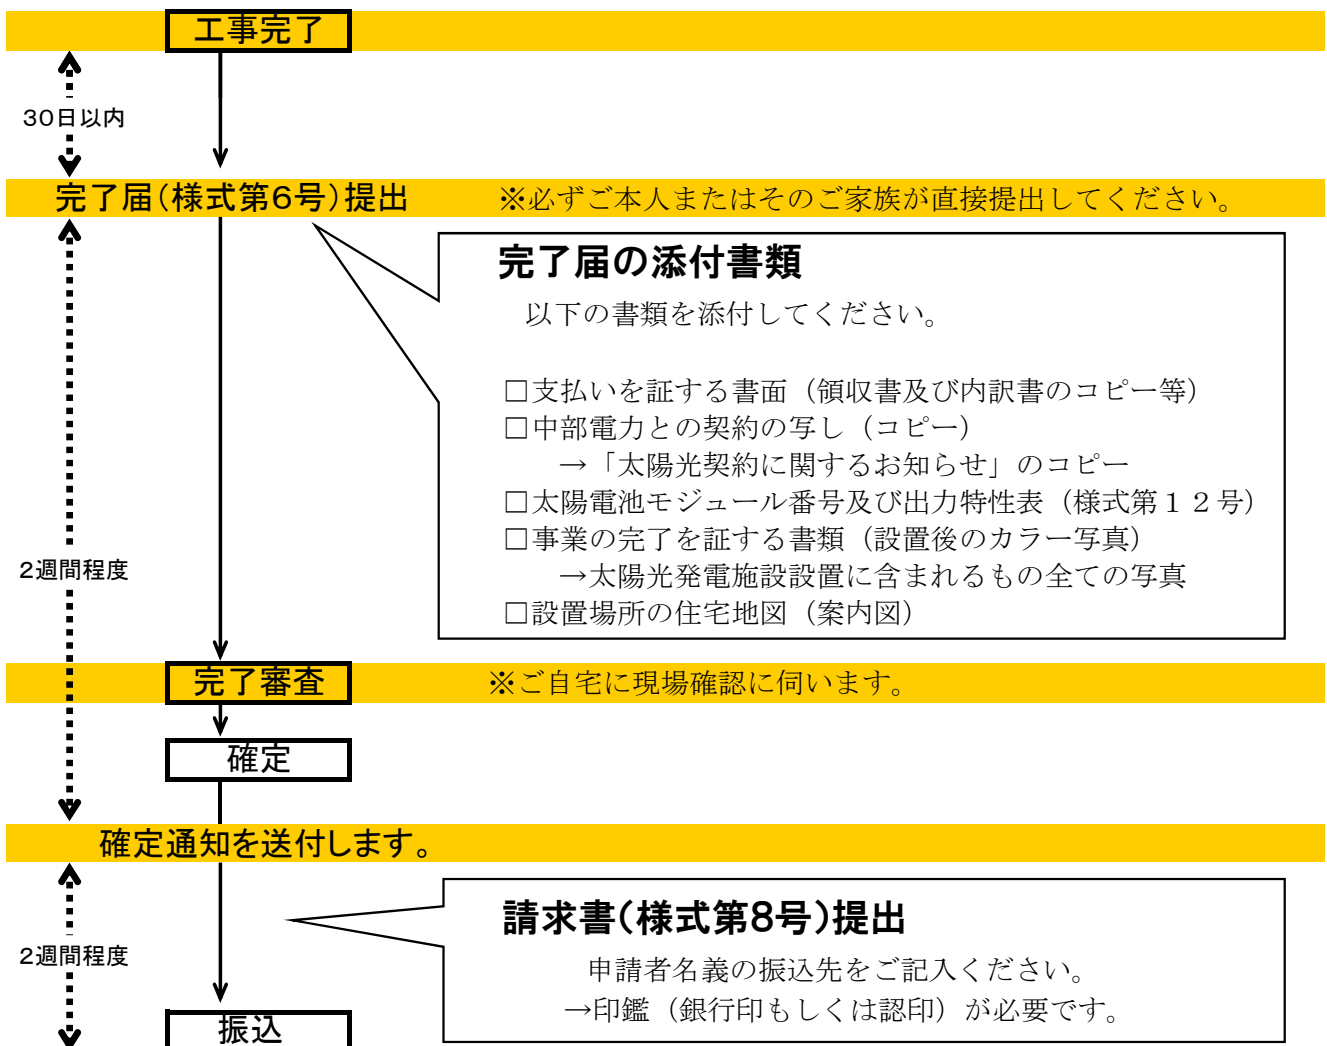 工事完了
30日以内
完了届(様式第6号)提出 ※必ずご本人またはそのご家族が直接提出してください。
完了届の添付書類
以下の書類を添付してください。
□支払いを証する書面（領収書及び内訳書のコピー等）
□中部電力との契約の写し（コピー）
→「太陽光契約に関するお知らせ」のコピー
□太陽電池モジュール番号及び出力特性表（様式第１２号）
□事業の完了を証する書類（設置後のカラー写真）
→太陽光発電施設設置に含まれるもの全ての写真
□設置場所の住宅地図（案内図）
2週間程度
完了審査 ※ご自宅に現場確認に伺います。
確定
確定通知を送付します。
請求書(様式第8号)提出
申請者名義の振込先をご記入ください。
→印鑑（銀行印もしくは認印）が必要です。
2週間程度
振込